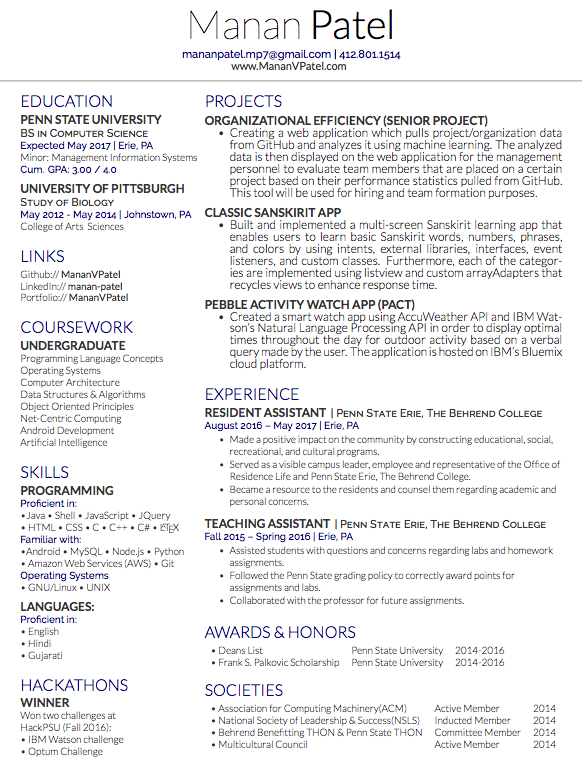 Manan Patel
mananpatel.mp7@gmail.com | 412.801.1514
www.MananVPatel.com
EDUCATION
PENN STATE UNIVERSITY
BS IN COMPUTER SCIENCE
Expected May 2017 | Erie, PA
Minor: Management Information Systems
Cum. GPA: 3.00 / 4.0
UNIVERSITY OF PITTSBURGH
STUDY OF BIOLOGY
May 2012 - May 2014 | Johnstown, PA
College of Arts Sciences
LINKS
Github:// MananVPatel
LinkedIn:// manan-patel
Portfolio:// MananVPatel
COURSEWORK
UNDERGRADUATE
Programming Language Concepts
Operating Systems
Computer Architecture
Data Structures & Algorithms
Object Oriented Principles
Net-Centric Computing
Android Development
Artificial Intelligence
SKILLS
PROGRAMMING
Proficient in:
• Java • Shell • JavaScript • JQuery
• HTML • CSS • C • C++ • C# • LATEX
Familiar with:
•Android • MySQL • Node.js • Python
• Amazon Web Services (AWS) • Git
Operating Systems
• GNU/Linux • UNIX
LANGUAGES:
Proficient in:
• English
• Hindi
• Gujarati
HACKATHONS
WINNER
Won two challenges at
HackPSU (Fall 2016):
• IBM Watson challenge
• Optum Challenge
PROJECTS
ORGANIZATIONAL EFFICIENCY (SENIOR PROJECT)
• Creating a web application which pulls project/organization data
from GitHub and analyzes it using machine learning. The analyzed
data is then displayed on the web application for the management
personnel to evaluate team members that are placed on a certain
project based on their performance statistics pulled from GitHub.
This tool will be used for hiring and team formation purposes.
CLASSIC SANSKIRIT APP
• Built and implemented a multi-screen Sanskirit learning app that
enables users to learn basic Sanskirit words, numbers, phrases,
and colors by using intents, external libraries, interfaces, event
listeners, and custom classes. Furthermore, each of the categor-
ies are implemented using listview and custom arrayAdapters that
recycles views to enhance response time.
PEBBLE ACTIVITY WATCH APP (PACT)
• Created a smart watch app using AccuWeather API and IBM Wat-
son's Natural Language Processing API in order to display optimal
times throughout the day for outdoor activity based on a verbal
query made by the user. The application is hosted on IBM's Bluemix
cloud platform.
EXPERIENCE
RESIDENT ASSISTANT | PENN STATE ERIE, THE BEHREND COLLEGE
August 2016 – May 2017 | Erie, PA
• Made a positive impact on the community by constructing educational, social,
recreational, and cultural programs.
• Served as a visible campus leader, employee and representative of the Office of
Residence Life and Penn State Erie, The Behrend College.
• Became a resource to the residents and counsel them regarding academic and
personal concerns.
TEACHING ASSISTANT | PENN STATE ERIE, THE BEHREND COLLEGE
Fall 2015 – Spring 2016 | Erie, PA
• Assisted students with questions and concerns regarding labs and homework
assignments.
• Followed the Penn State grading policy to correctly award points for
assignments and labs.
• Collaborated with the professor for future assignments.
AWARDS & HONORS
• Deans List Penn State University 2014-2016
• Frank S. Palkovic Scholarship Penn State University 2014-2016
SOCIETIES
• Association for Computing Machinery(ACM) Active Member 2014
• National Society of Leadership & Success(NSLS) Inducted Member 2014
• Behrend Benefitting THON & Penn State THON Committee Member 2014
• Multicultural Council Active Member 2014